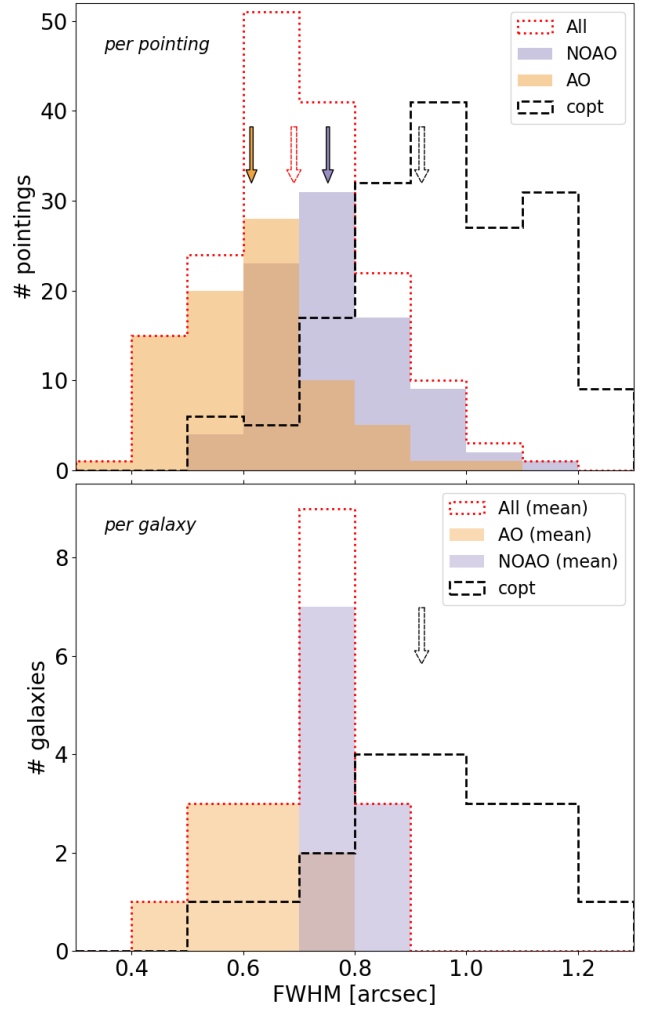 50
40
30
20
10
0
# pointings
per pointing
All
NOAO
AO
copt
8
6
4
2
0
# galaxies
per galaxy
All (mean)
AO (mean)
NOAO (mean)
copt
0.4 0.6 0.8 1.0 1.2
FWHM [arcsec]